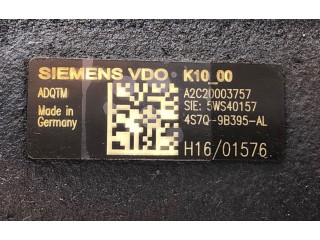 SIEMENS VDO K10_00
ADQTM A2C20003757
SIE: 5WS40157
Made in Germany 4S7Q-9B395-AL
H16/01576